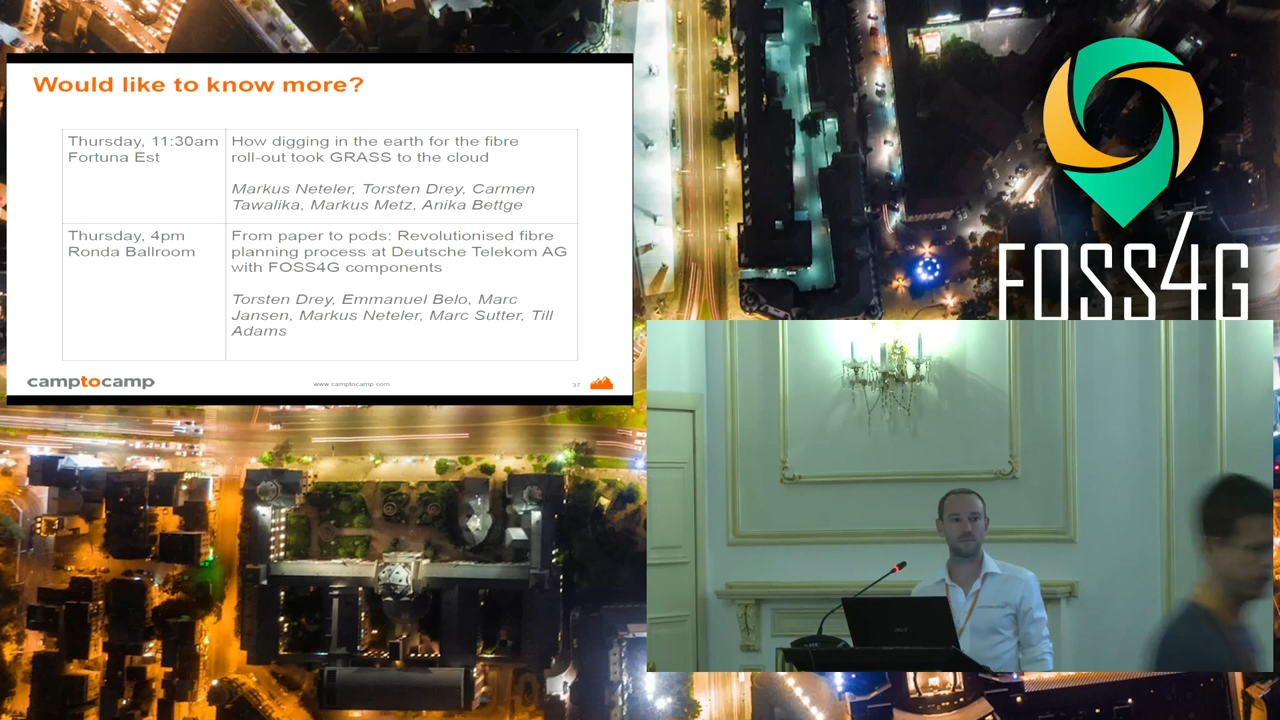 Would like to know more?
Thursday, 11:30am
Fortuna Est
How digging in the earth for the fibre
roll-out took GRASS to the cloud
Markus Neteler, Torsten Drey, Carmen
Tawalika, Markus Metz, Anika Bettge
Thursday, 4pm
Ronda Ballroom
From paper to pods: Revolutionised fibre
planning process at Deutsche Telekom AG
with FOSS4G components
Torsten Drey, Emmanuel Belo, Marc
Jansen, Markus Neteler, Marc Sutter, Till
Adams
camptocamp
www.camptocamp.com
37
FOSS4G
acer